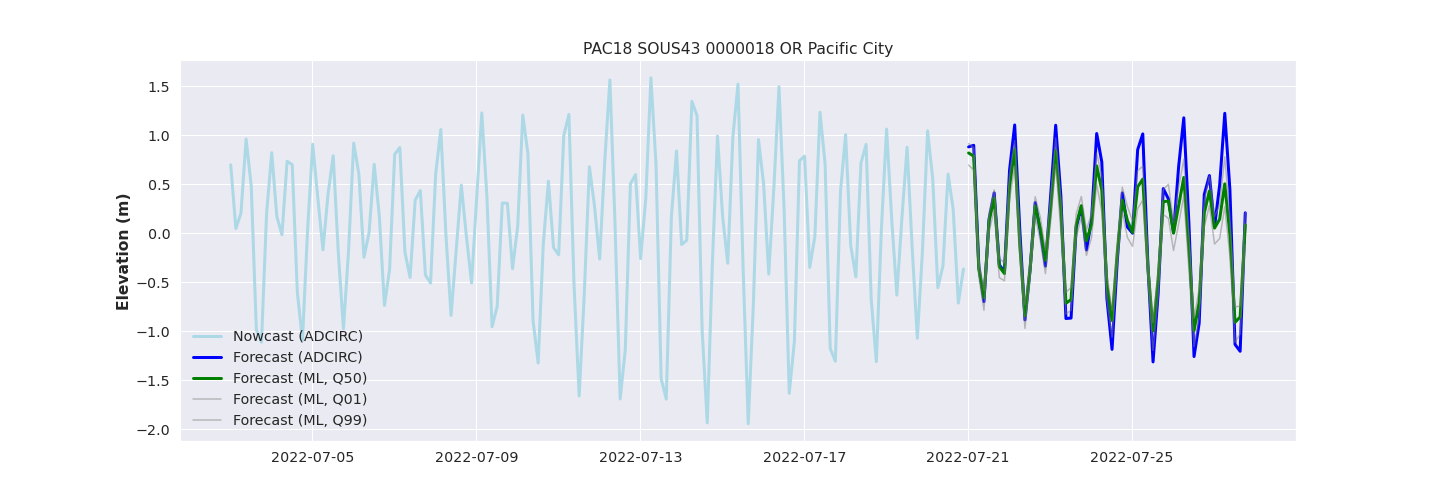 PAC18 SOUS43 0000018 OR Pacific City
Elevation (m)
1.5
1.0
0.5
0.0
−0.5
−1.0
−1.5
−2.0
Nowcast (ADCIRC)
Forecast (ADCIRC)
Forecast (ML, Q50)
Forecast (ML, Q01)
Forecast (ML, Q99)
2022-07-05
2022-07-09
2022-07-13
2022-07-17
2022-07-21
2022-07-25